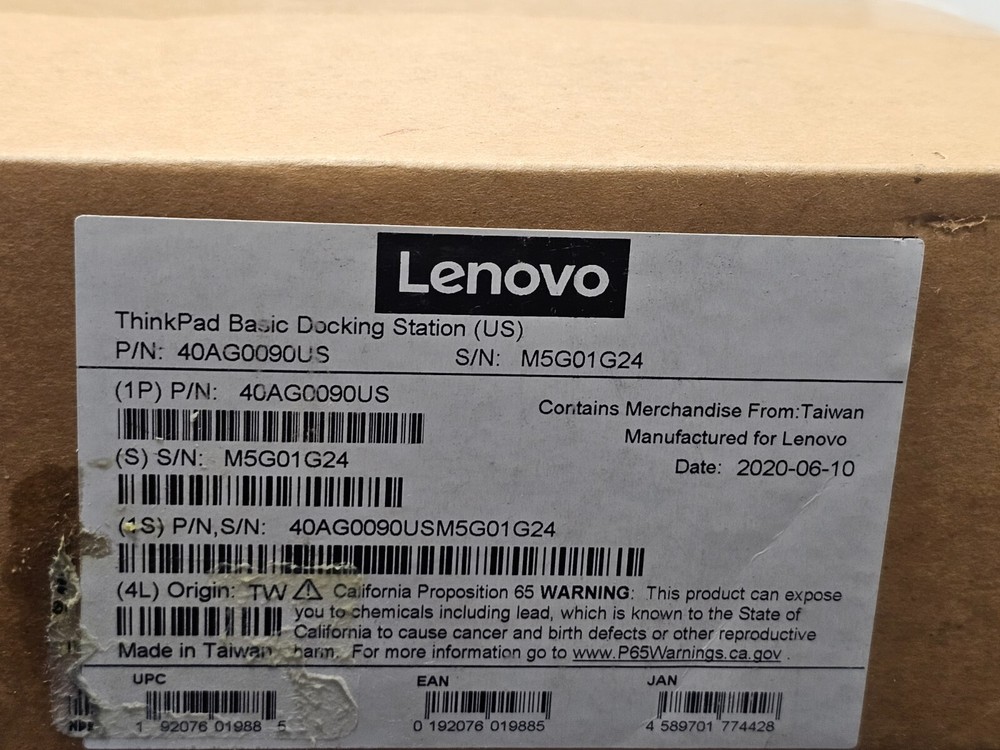 Lenovo
ThinkPad Basic Docking Station (US)
P/N: 40AG0090US S/N: M5G01G24
(1P) P/N: 40AG0090US
Contains Merchandise From:Taiwan
Manufactured for Lenovo
(S) S/N: M5G01G24
Date: 2020-06-10
(1S) P/N,S/N: 40AG0090USM5G01G24
(4L) Origin: TW ⚠ California Proposition 65 WARNING: This product can expose
you to chemicals including lead, which is known to the State of
California to cause cancer and birth defects or other reproductive
Made in Taiwan harm. For more information go to www.P65Warnings.ca.gov .
UPC EAN JAN
1 92076 01988 5 0 192076 019885 4 589701 774428